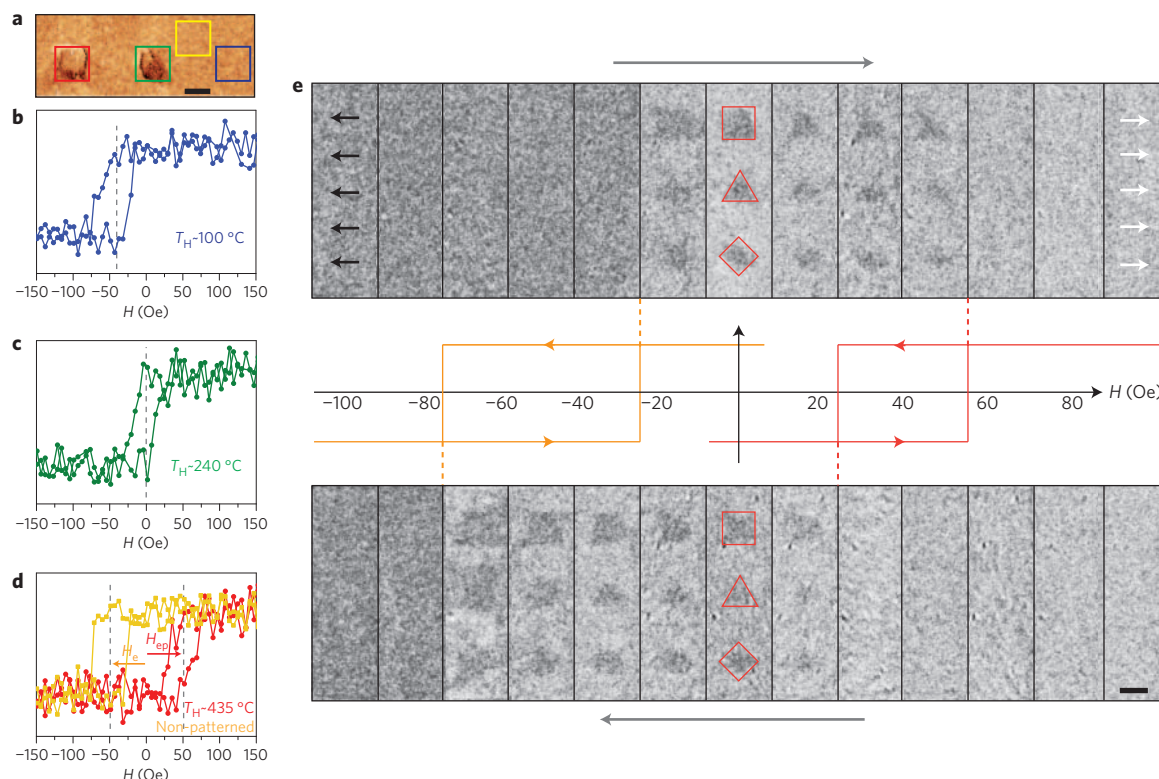 a
b
T_H~100 °C
−150 −100 −50 0 50 100 150
H (Oe)
c
T_H~240 °C
−150 −100 −50 0 50 100 150
H (Oe)
d
H_ep
H_e
T_H~435 °C
Non-patterned
−150 −100 −50 0 50 100 150
H (Oe)
e
−100 −80 −60 −40 −20 20 40 60 80 H (Oe)